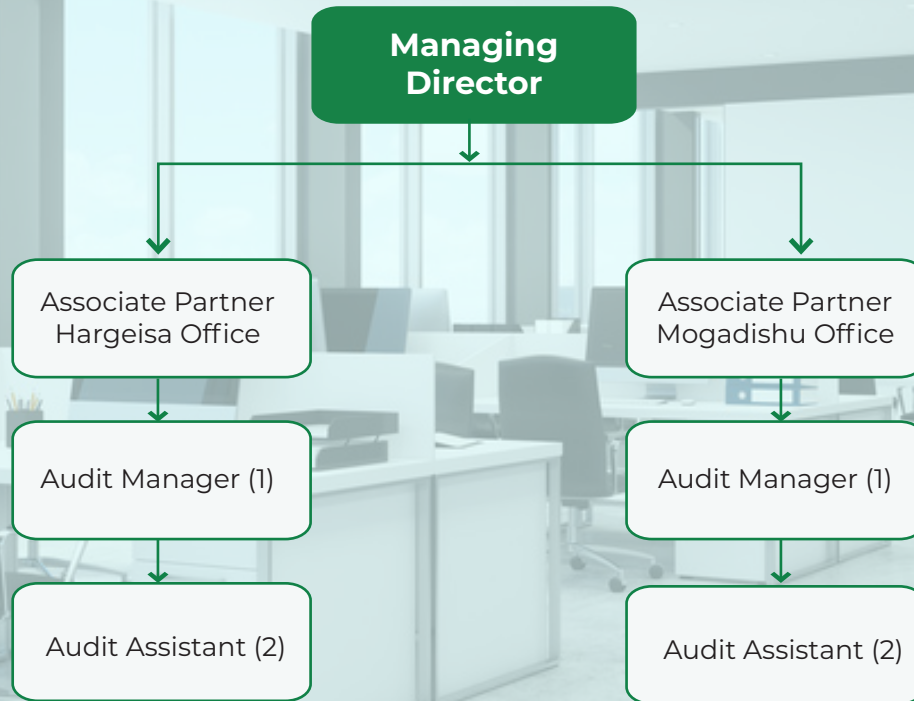 Managing
Director
Associate Partner
Hargeisa Office
Associate Partner
Mogadishu Office
Audit Manager (1)
Audit Manager (1)
Audit Assistant (2)
Audit Assistant (2)